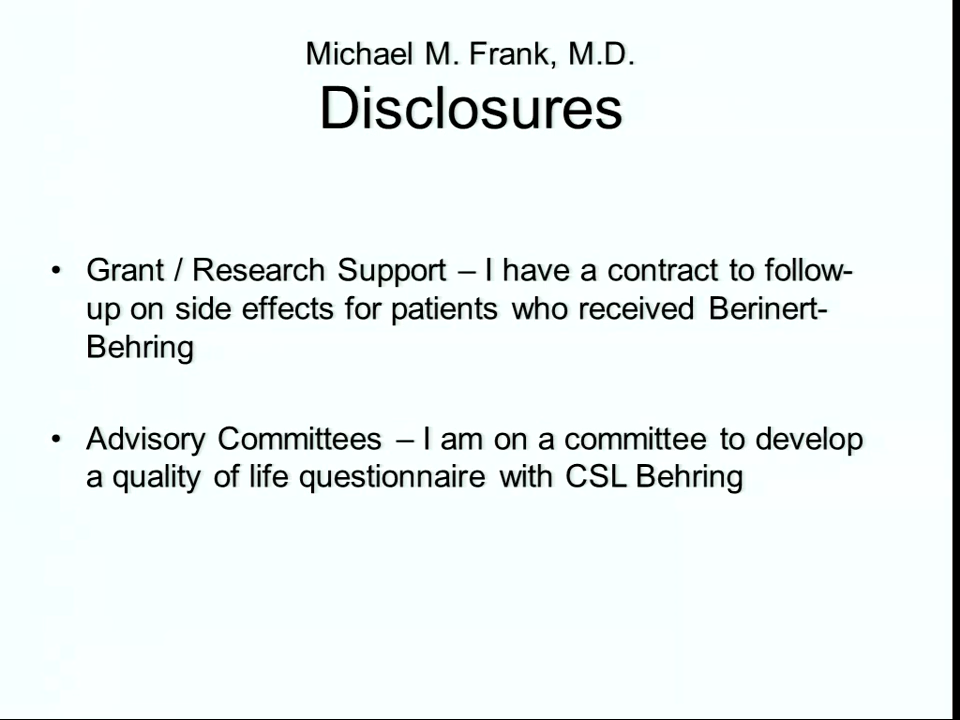 Michael M. Frank, M.D.
Disclosures
• Grant / Research Support – I have a contract to follow-
up on side effects for patients who received Berinert-
Behring
• Advisory Committees – I am on a committee to develop
a quality of life questionnaire with CSL Behring